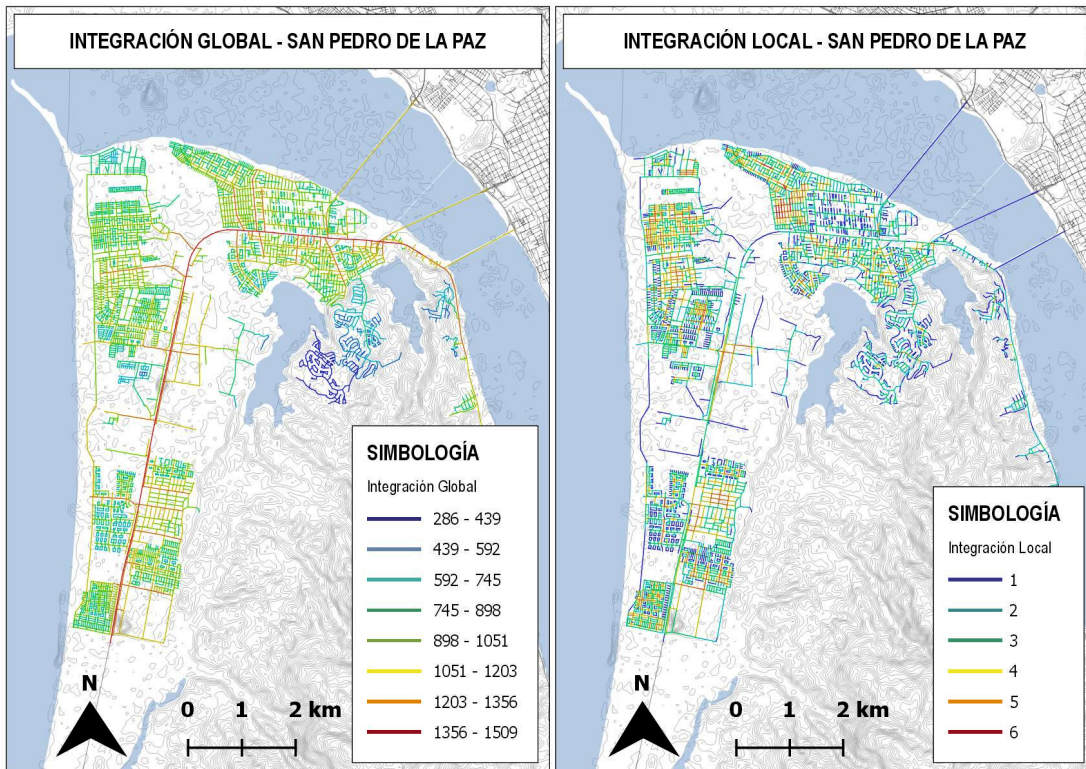 INTEGRACIÓN GLOBAL - SAN PEDRO DE LA PAZ
SIMBOLOGÍA
Integración Global
286 - 439
439 - 592
592 - 745
745 - 898
898 - 1051
1051 - 1203
1203 - 1356
1356 - 1509
N
0 1 2 km
INTEGRACIÓN LOCAL - SAN PEDRO DE LA PAZ
SIMBOLOGÍA
Integración Local
1
2
3
4
5
6
N
0 1 2 km